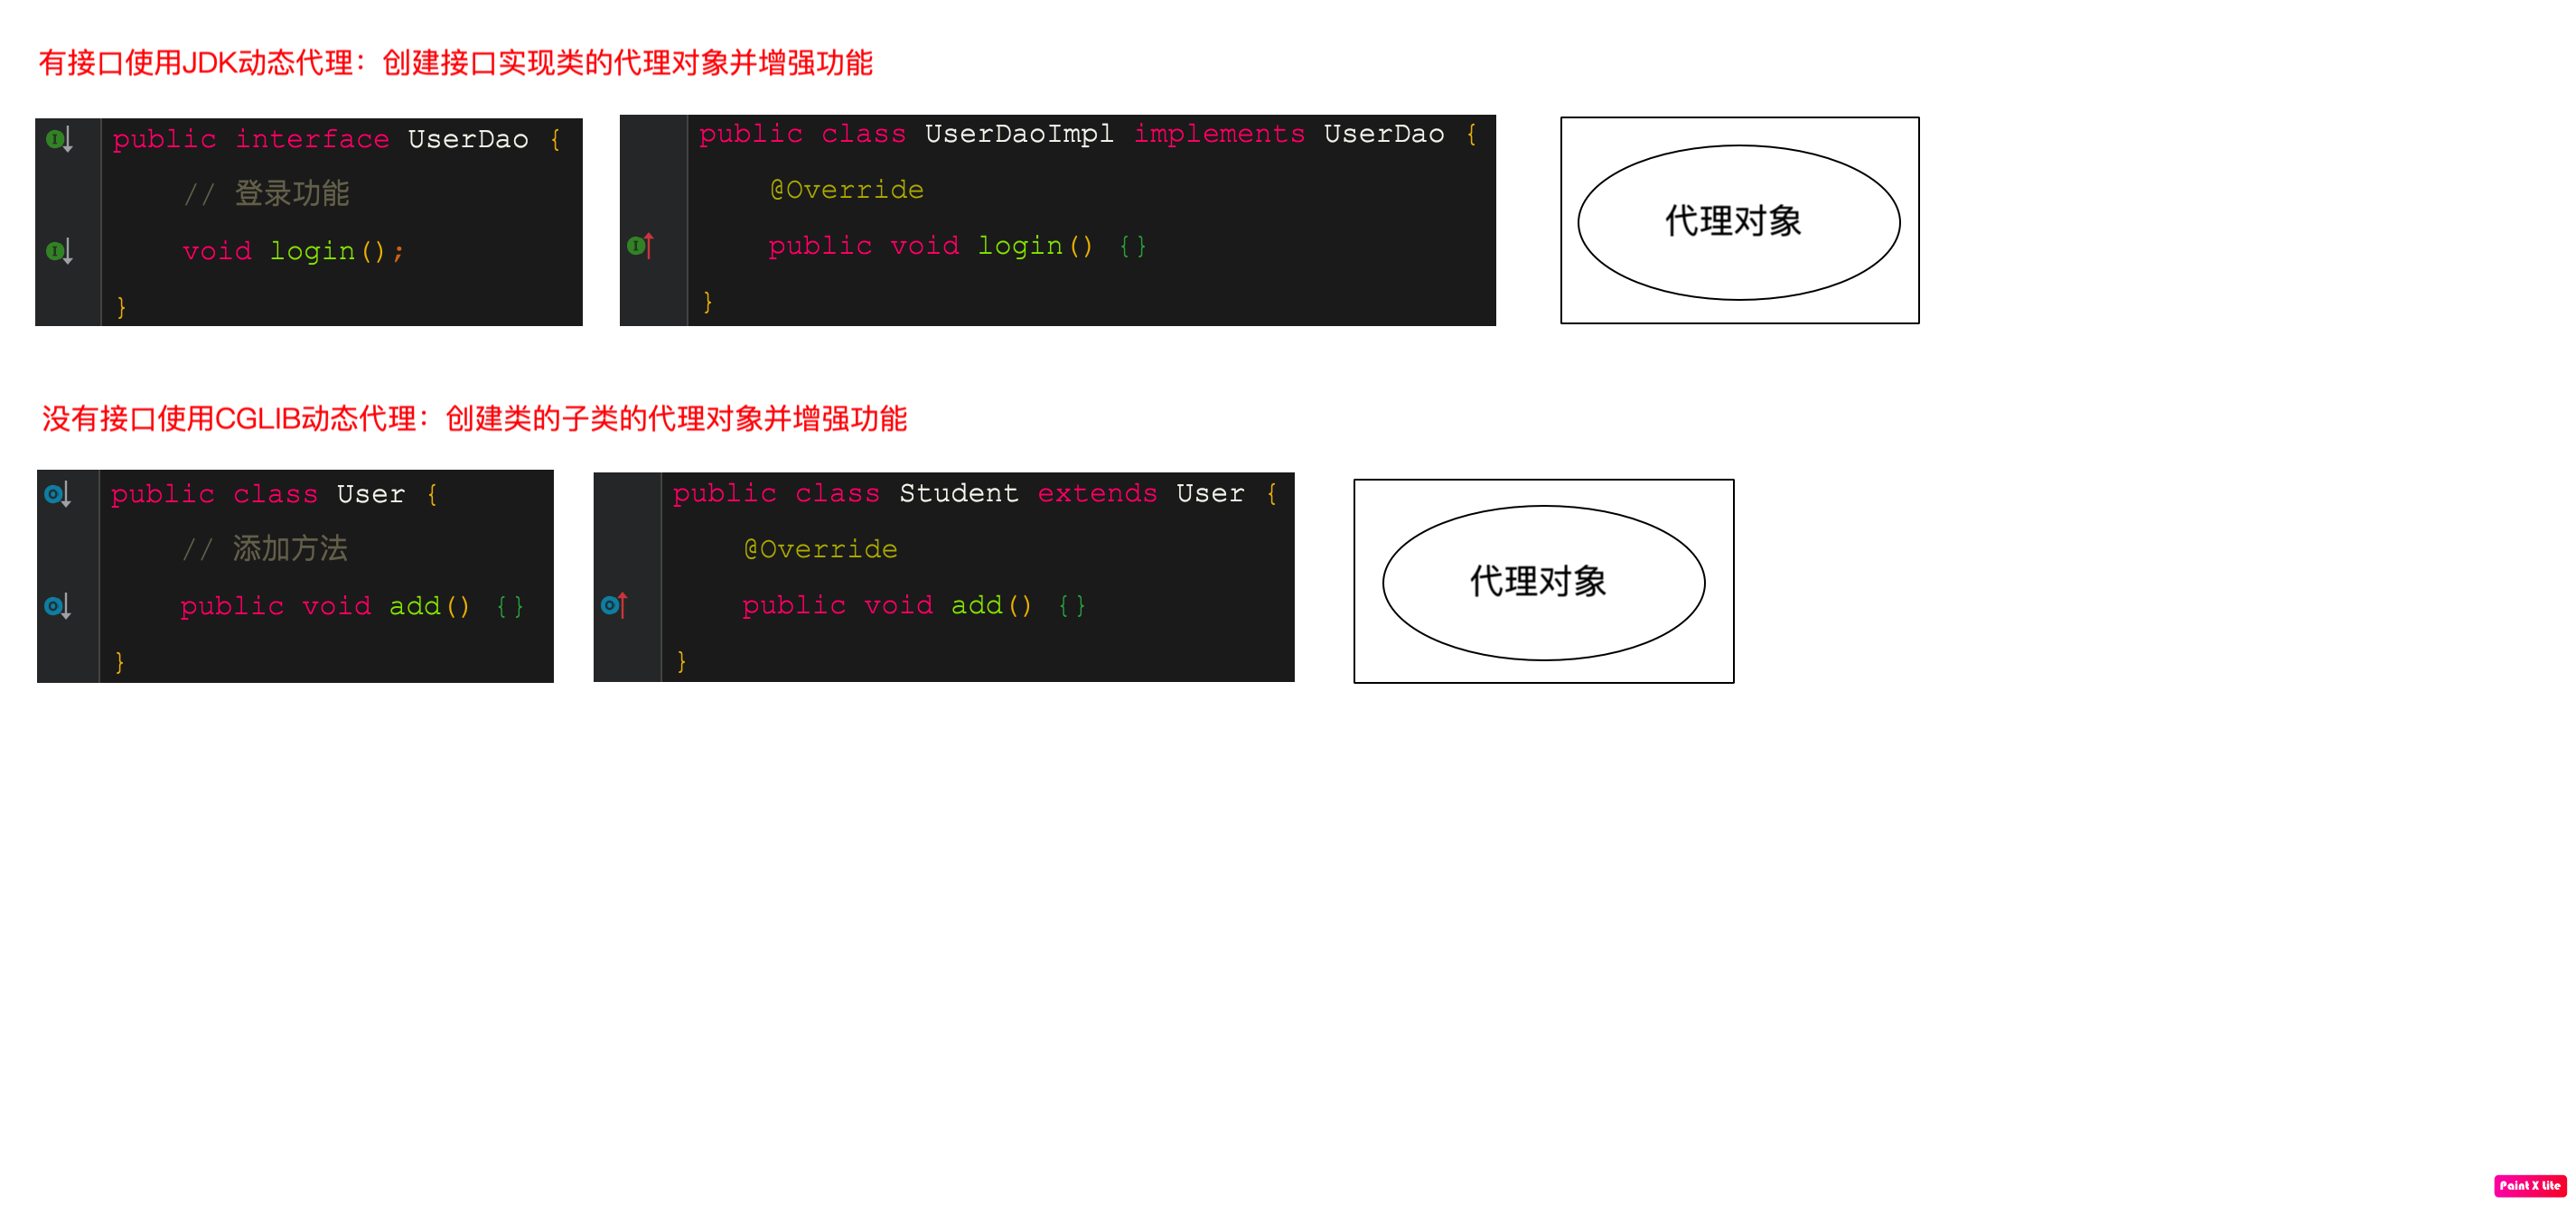 有接口使用JDK动态代理：创建接口实现类的代理对象并增强功能
public interface UserDao {
// 登录功能
void login();
}
public class UserDaoImpl implements UserDao {
@Override
public void login() {}
}
代理对象
没有接口使用CGLIB动态代理：创建类的子类的代理对象并增强功能
public class User {
// 添加方法
public void add() {}
}
public class Student extends User {
@Override
public void add() {}
}
代理对象
Paint X Lite